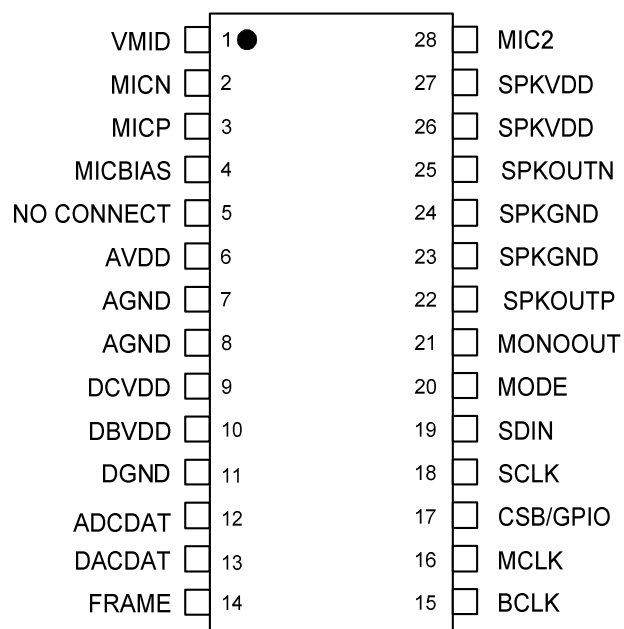 VMID 1 28 MIC2
MICN 2 27 SPKVDD
MICP 3 26 SPKVDD
MICBIAS 4 25 SPKOUTN
NO CONNECT 5 24 SPKGND
AVDD 6 23 SPKGND
AGND 7 22 SPKOUTP
AGND 8 21 MONOOUT
DCVDD 9 20 MODE
DBVDD 10 19 SDIN
DGND 11 18 SCLK
ADCDAT 12 17 CSB/GPIO
DACDAT 13 16 MCLK
FRAME 14 15 BCLK